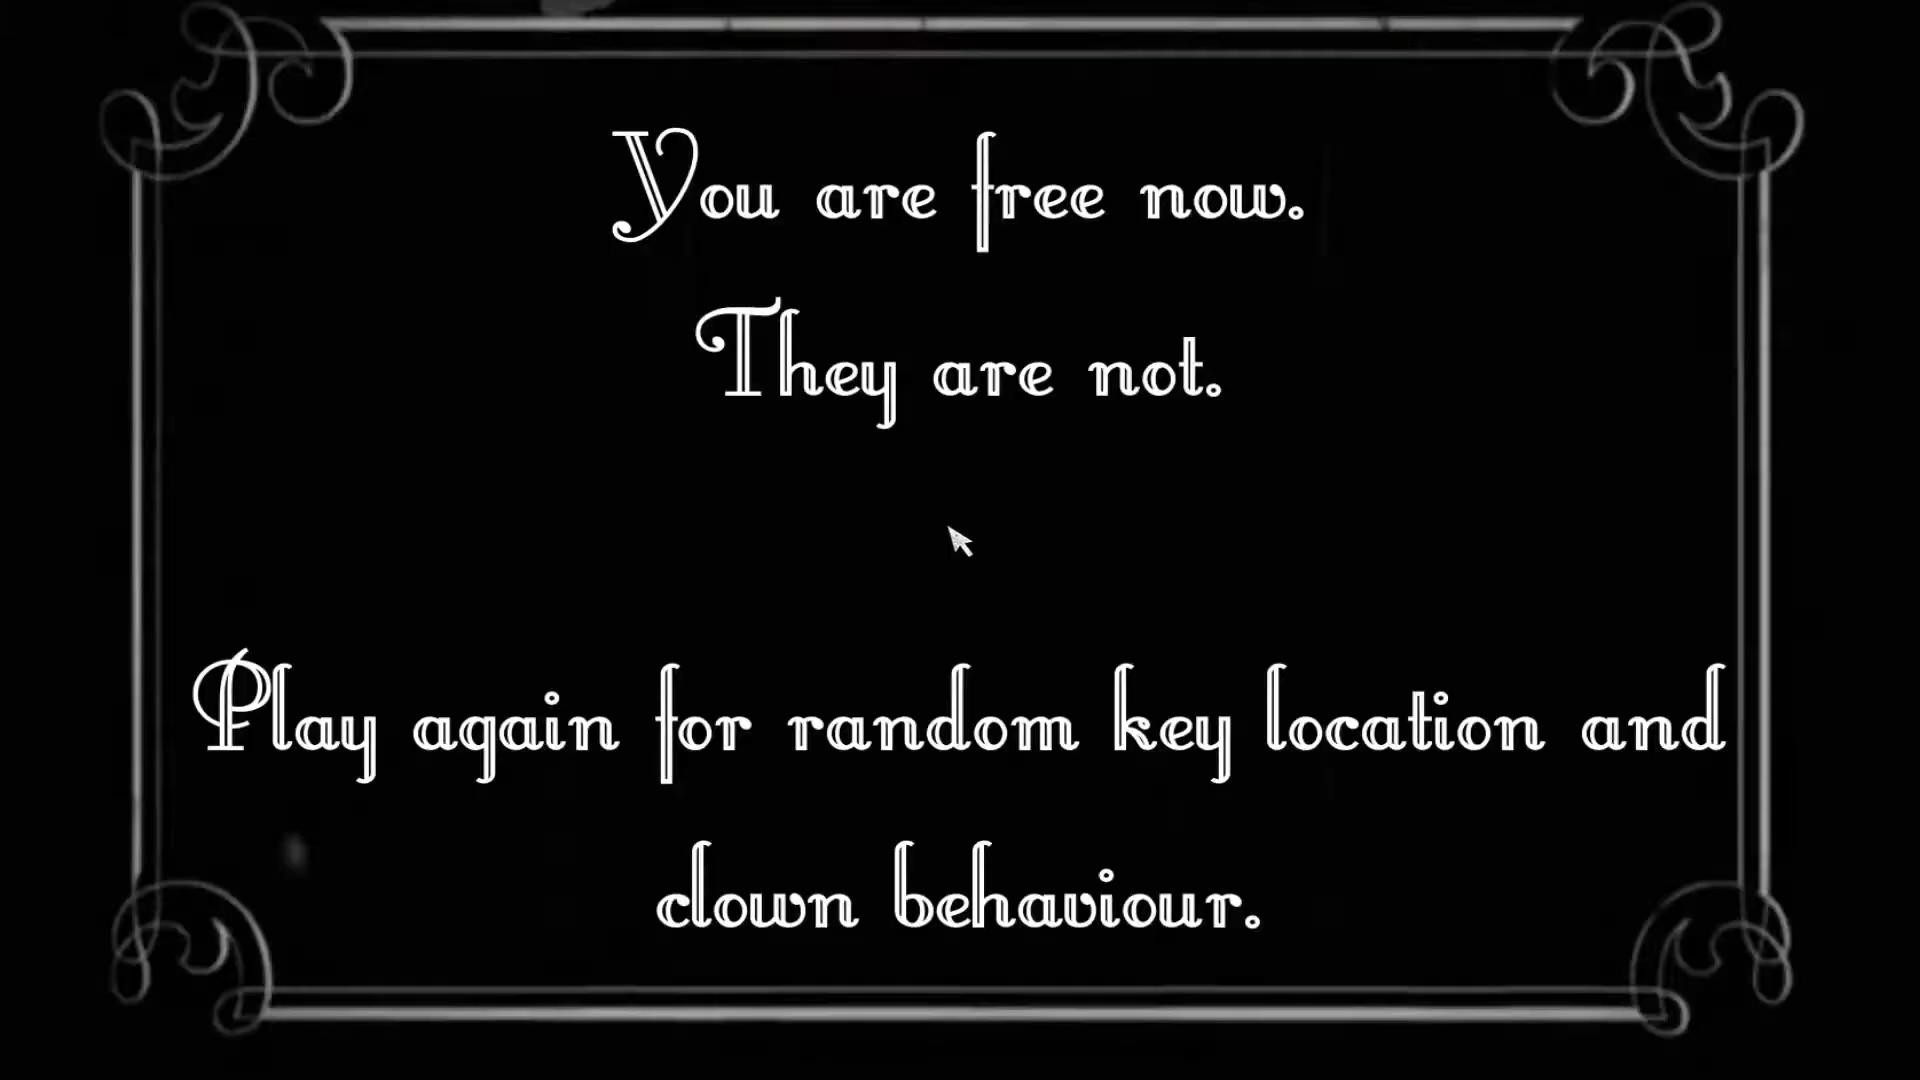 You are free now.
They are not.
Play again for random key location and
clown behaviour.